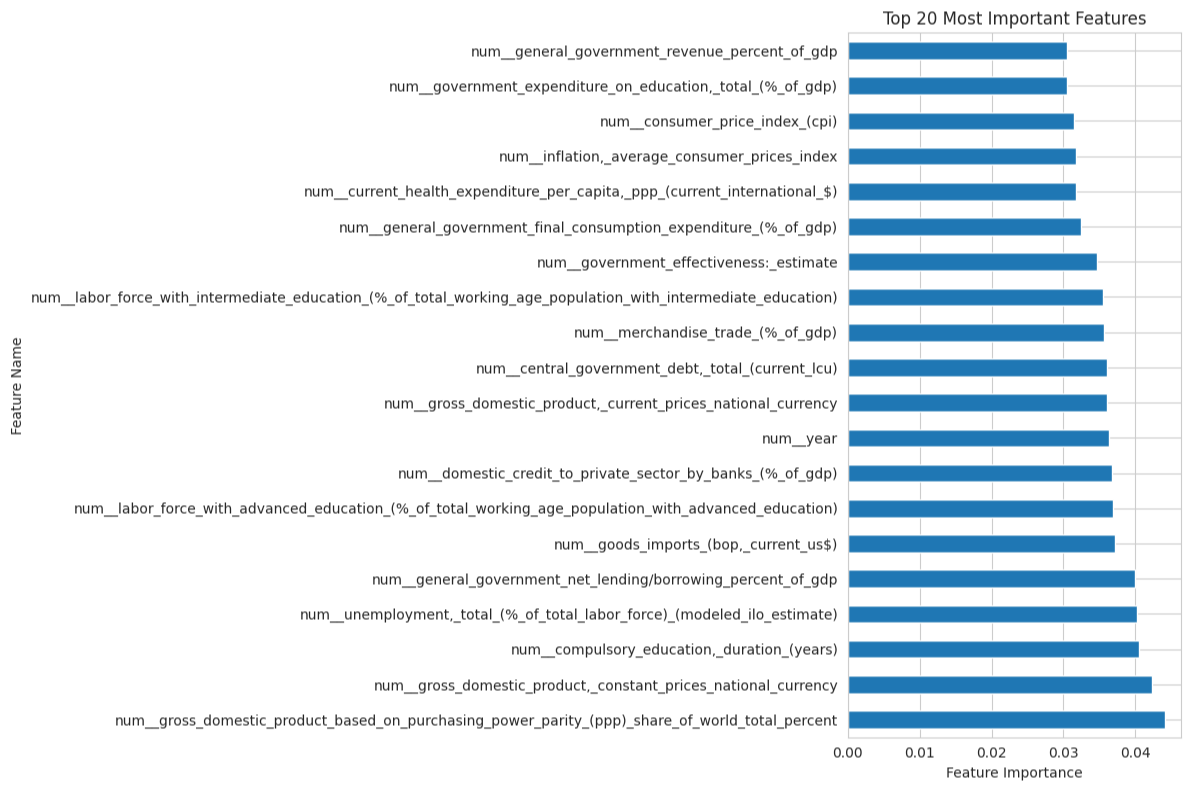 Top 20 Most Important Features
num__general_government_revenue_percent_of_gdp
num__government_expenditure_on_education,_total_(%_of_gdp)
num__consumer_price_index_(cpi)
num__inflation,_average_consumer_prices_index
num__current_health_expenditure_per_capita,_ppp_(current_international_$)
num__general_government_final_consumption_expenditure_(%_of_gdp)
num__government_effectiveness:_estimate
num__labor_force_with_intermediate_education_(%_of_total_working_age_population_with_intermediate_education)
num__merchandise_trade_(%_of_gdp)
num__central_government_debt,_total_(current_lcu)
num__gross_domestic_product,_current_prices_national_currency
num__year
num__domestic_credit_to_private_sector_by_banks_(%_of_gdp)
num__labor_force_with_advanced_education_(%_of_total_working_age_population_with_advanced_education)
num__goods_imports_(bop,_current_us$)
num__general_government_net_lending/borrowing_percent_of_gdp
num__unemployment,_total_(%_of_total_labor_force)_(modeled_ilo_estimate)
num__compulsory_education,_duration_(years)
num__gross_domestic_product,_constant_prices_national_currency
num__gross_domestic_product_based_on_purchasing_power_parity_(ppp)_share_of_world_total_percent
Feature Name
0.00 0.01 0.02 0.03 0.04
Feature Importance